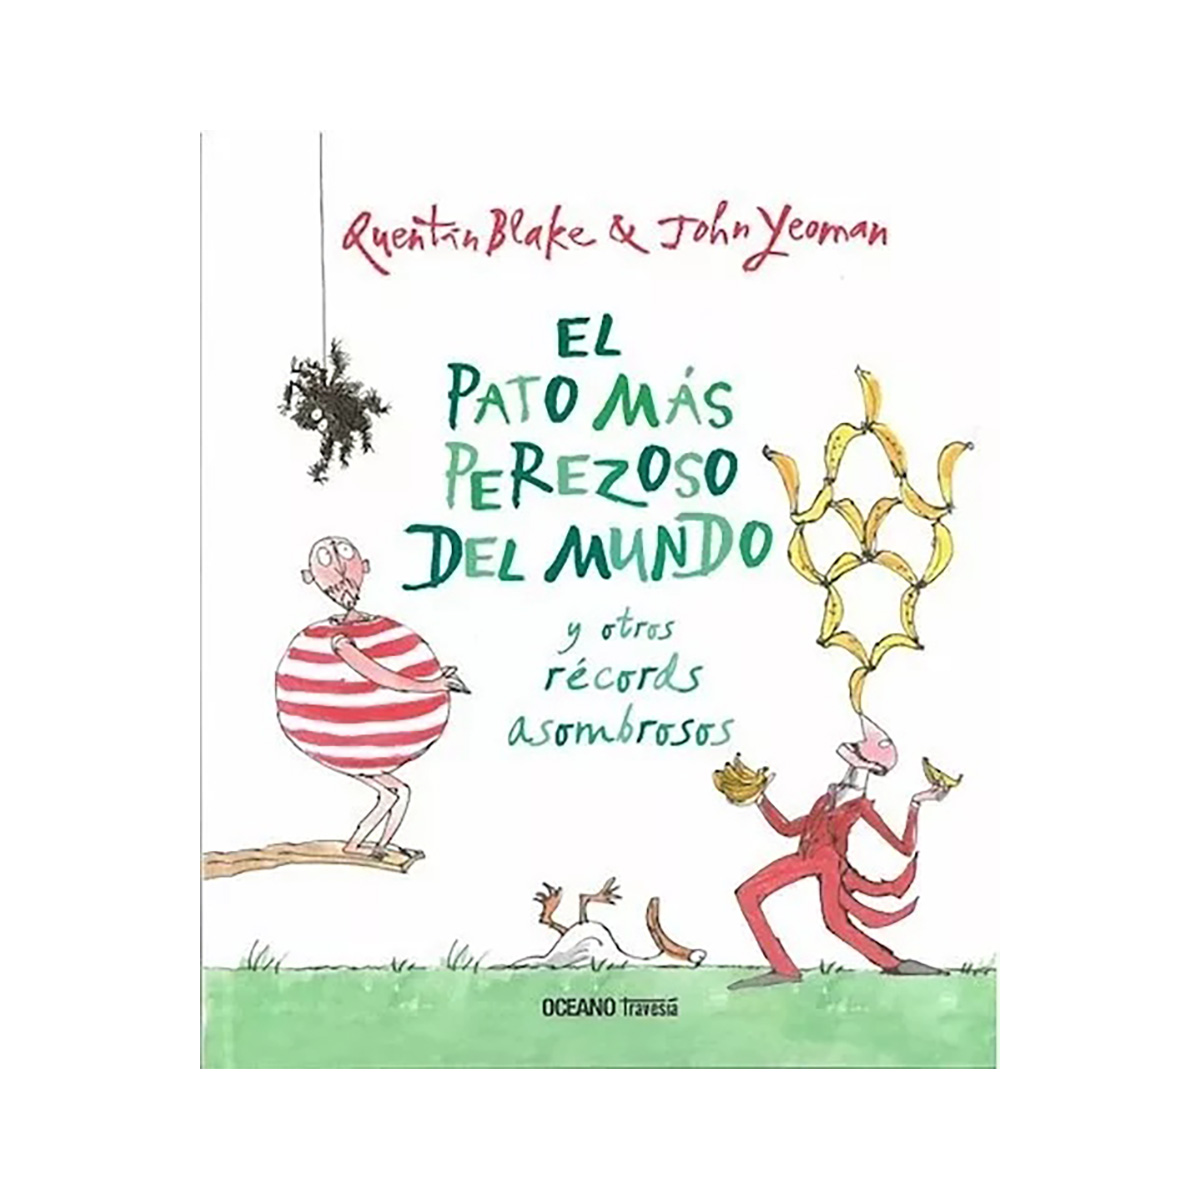 Quentin Blake & John Yeoman
EL
PATO MÁS
PEREZOSO
DEL MUNDO
y otros
récords
asombrosos
OCEANO Travesía